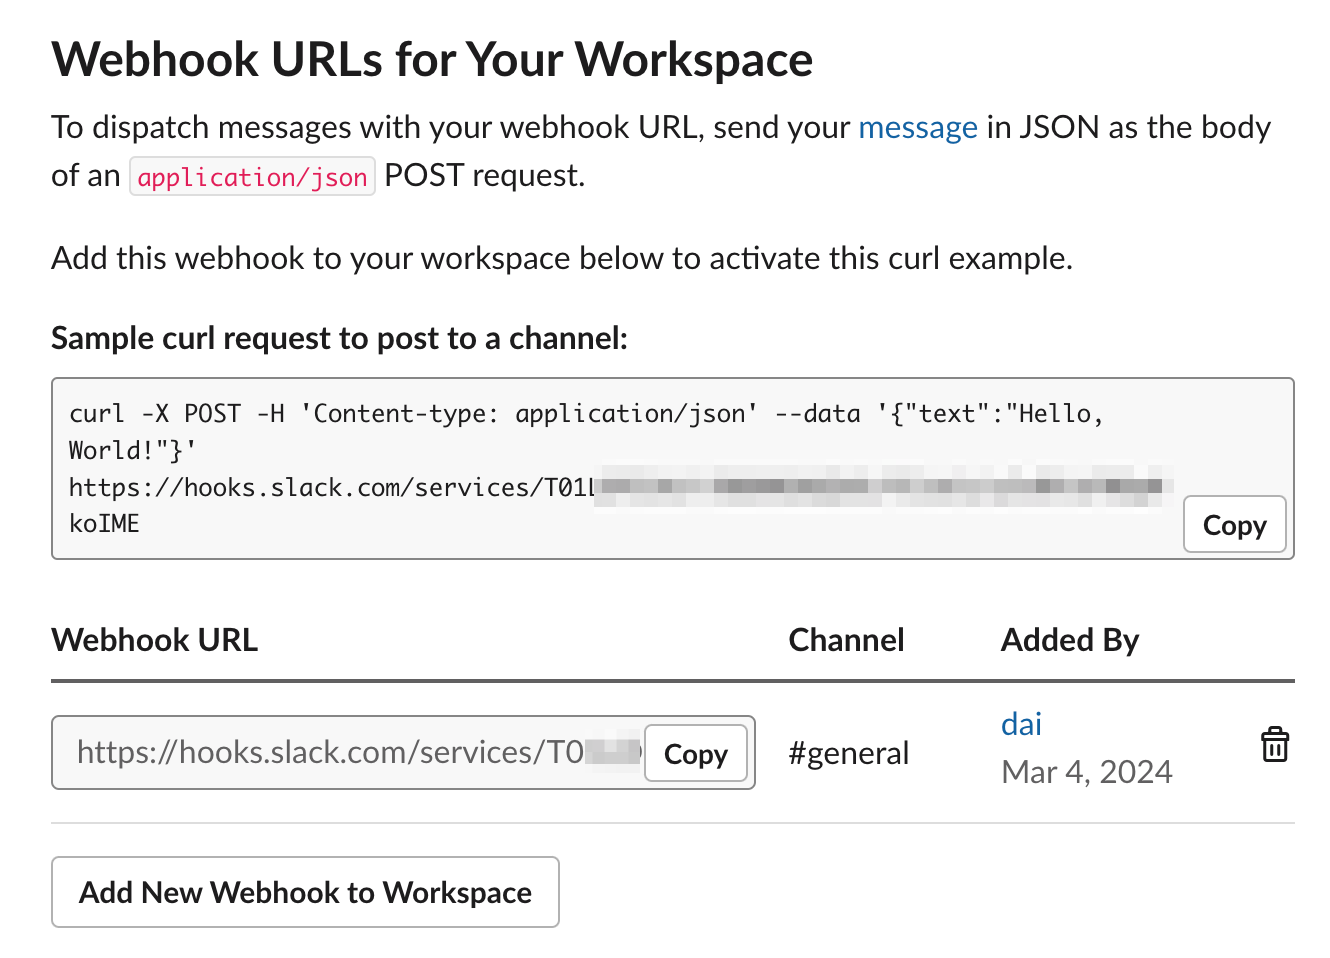 Webhook URLs for Your Workspace
To dispatch messages with your webhook URL, send your message in JSON as the body
of an application/json POST request.
Add this webhook to your workspace below to activate this curl example.
Sample curl request to post to a channel:
curl -X POST -H 'Content-type: application/json' --data '{"text":"Hello,
World!"}'
https://hooks.slack.com/services/T01L
koIME
Copy
Webhook URL Channel Added By
https://hooks.slack.com/services/T0 Copy #general dai
Mar 4, 2024
Add New Webhook to Workspace